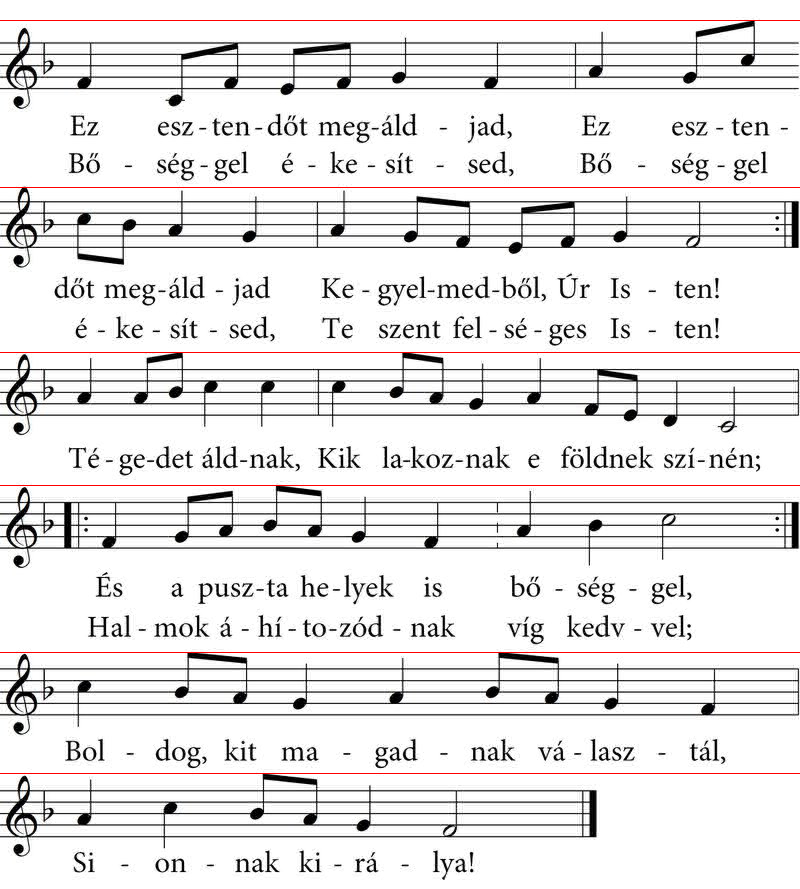 Ez esz - ten - dőt meg - áld - jad, Ez esz - ten -
Bő - ség - gel é - ke - sít - sed, Bő - ség - gel
dőt meg - áld - jad Ke - gyel - med - ből, Úr Is - ten!
é - ke - sít - sed, Te szent fel - sé - ges Is - ten!
Té - ge - det áld - nak, Kik la - koz - nak e földnek szí - nén;
És a pusz - ta he - lyek is bő - ség - gel,
Hal - mok á - hí - to - zód - nak víg kedv - vel;
Bol - dog, kit ma - gad - nak vá - lasz - tál,
Si - on - nak ki - rá - lya!